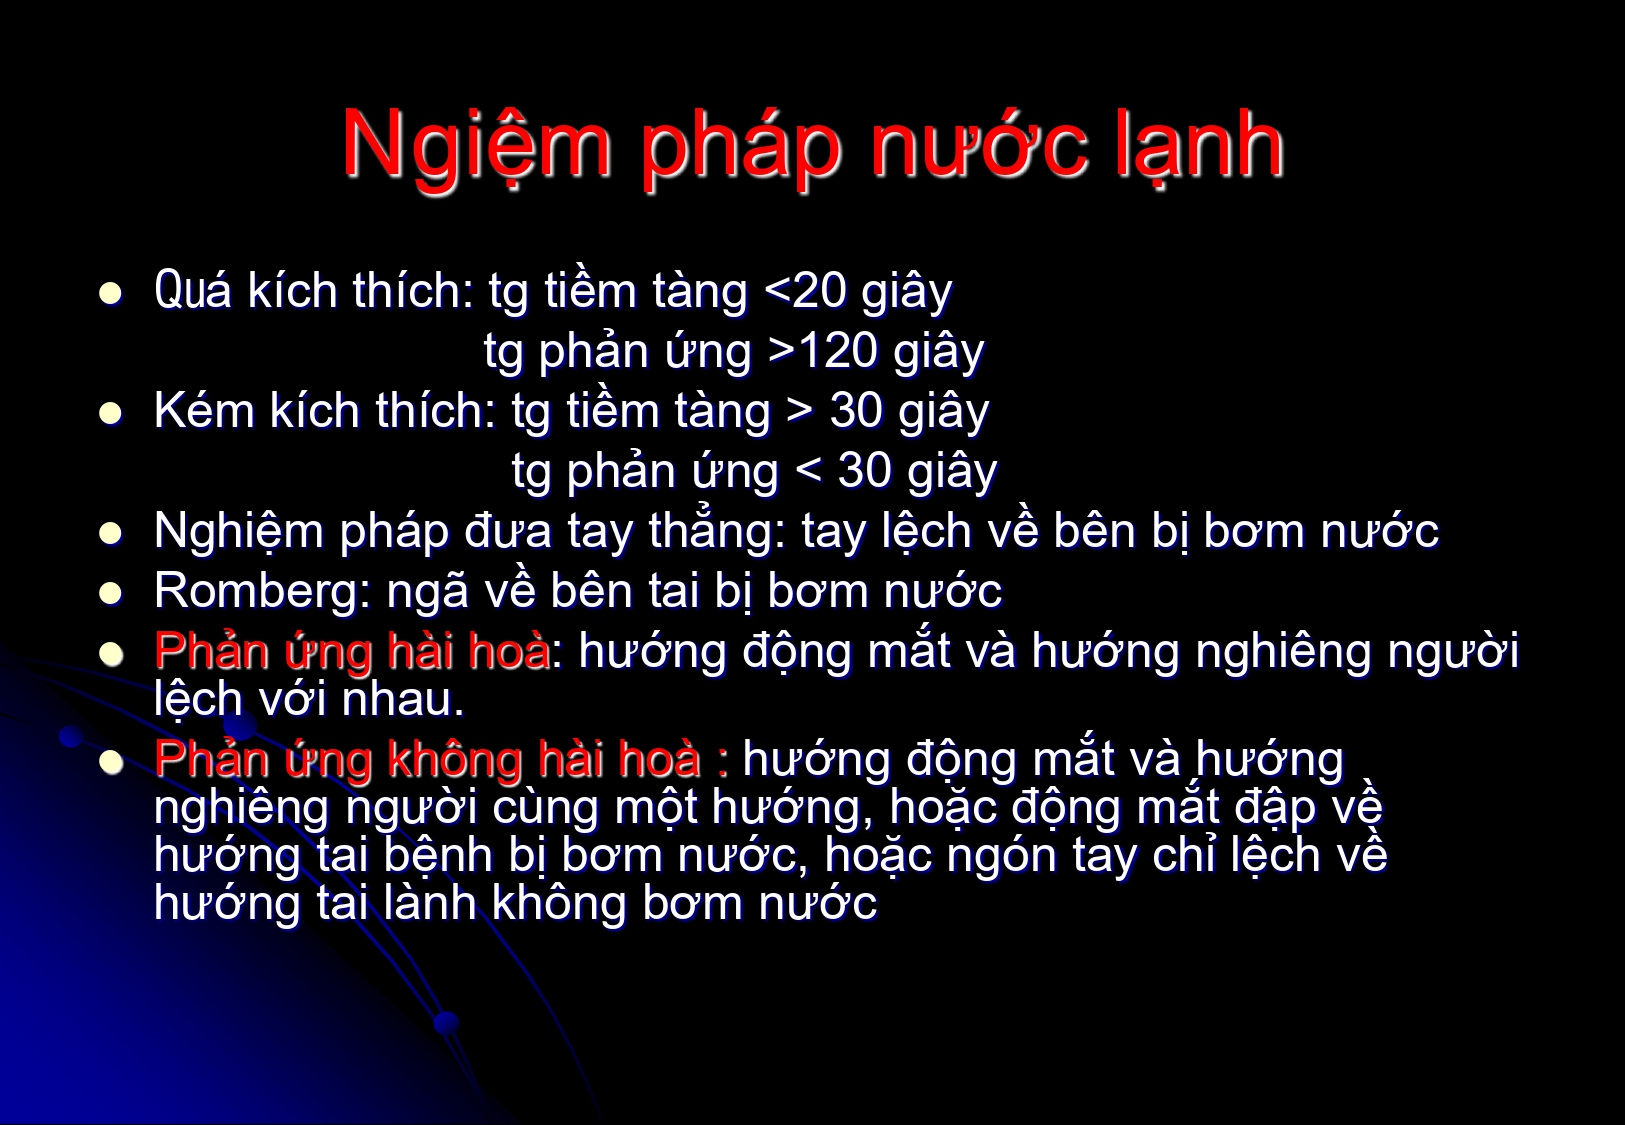 Ngiệm pháp nước lạnh
Quá kích thích: tg tiềm tàng <20 giây
tg phản ứng >120 giây
Kém kích thích: tg tiềm tàng > 30 giây
tg phản ứng < 30 giây
Nghiệm pháp đưa tay thẳng: tay lệch về bên bị bơm nước
Romberg: ngã về bên tai bị bơm nước
Phản ứng hài hoà: hướng động mắt và hướng nghiêng người
lệch với nhau.
Phản ứng không hài hoà : hướng động mắt và hướng
nghiêng người cùng một hướng, hoặc động mắt đập về
hướng tai bệnh bị bơm nước, hoặc ngón tay chỉ lệch về
hướng tai lành không bơm nước